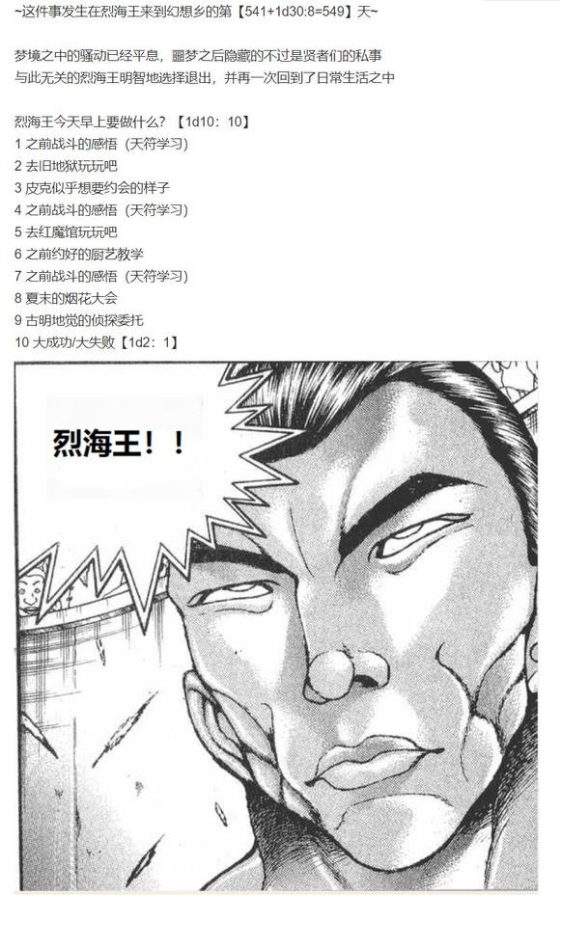 ~这件事发生在烈海王来到幻想乡的第【541+1d30:8=549】天~
梦境之中的骚动已经平息，噩梦之后隐藏的不过是贤者们的私事
与此无关的烈海王明智地选择退出，并再一次回到了日常生活之中
烈海王今天早上要做什么？【1d10：10】
1 之前战斗的感悟（天符学习）
2 去旧地狱玩玩吧
3 皮克似乎想要约会的样子
4 之前战斗的感悟（天符学习）
5 去红魔馆玩玩吧
6 之前约好的厨艺教学
7 之前战斗的感悟（天符学习）
8 夏末的烟花大会
9 古明地觉的侦探委托
10 大成功/大失败【1d2：1】
烈海王！！